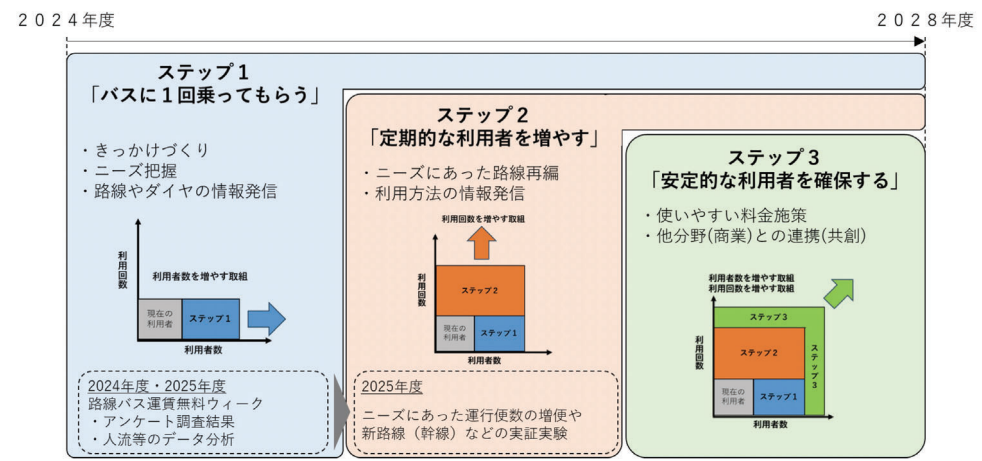 ２０２４年度
２０２８年度
ステップ１
「バスに１回乗ってもらう」
・きっかけづくり
・ニーズ把握
・路線やダイヤの情報発信
利用回数
利用者数を増やす取組
現在の
利用者
ステップ１
利用者数
2024年度・2025年度
路線バス運賃無料ウィーク
・アンケート調査結果
・人流等のデータ分析
ステップ２
「定期的な利用者を増やす」
・ニーズにあった路線再編
・利用方法の情報発信
利用回数を増やす取組
利用回数
ステップ２
現在の
利用者
ステップ１
利用者数
2025年度
ニーズにあった運行便数の増便や
新路線（幹線）などの実証実験
ステップ３
「安定的な利用者を確保する」
・使いやすい料金施策
・他分野(商業)との連携(共創)
利用者数を増やす取組
利用回数を増やす取組
利用回数
ステップ３
ステップ２
ステップ３
現在の
利用者
ステップ１
利用者数